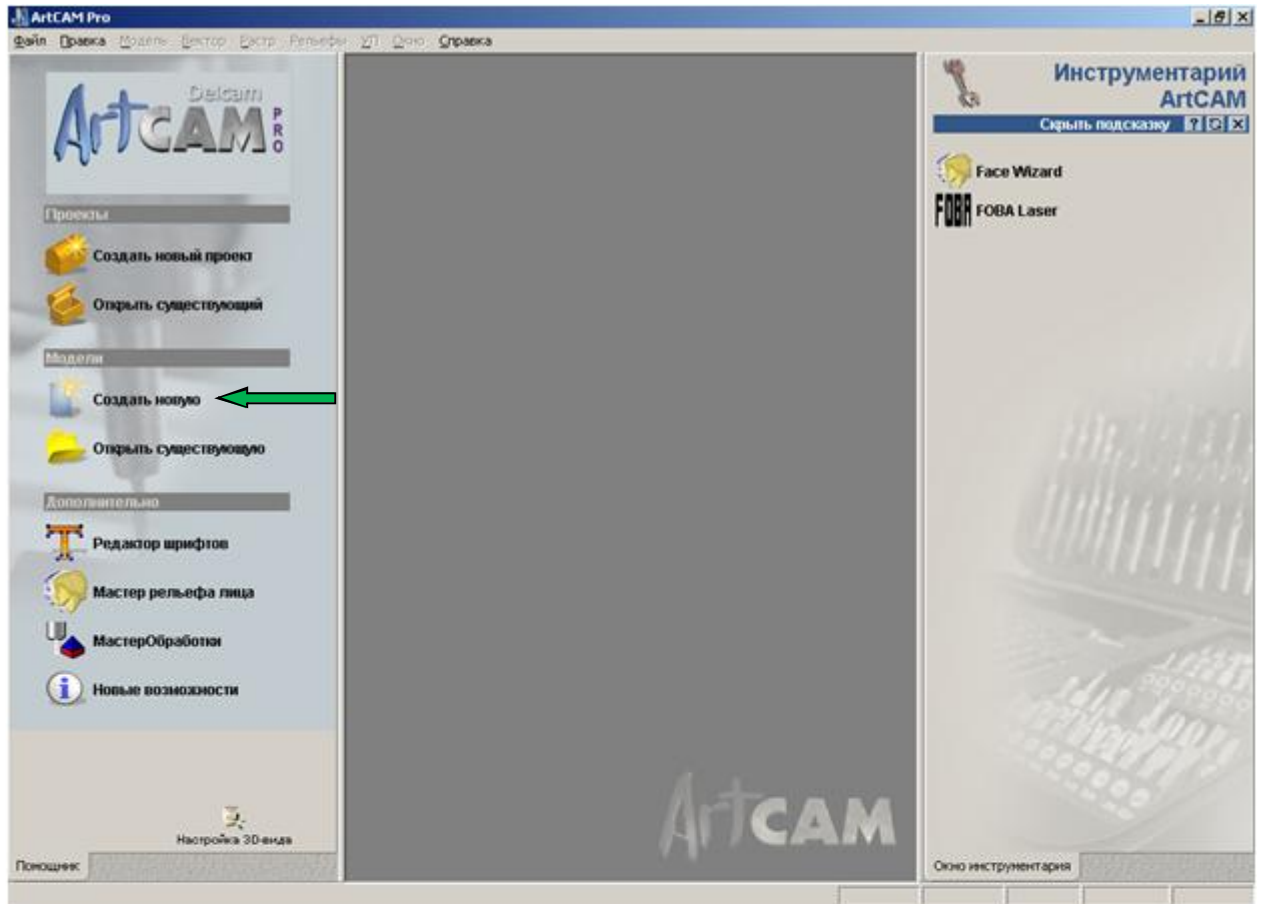 ArtCAM Pro
Файл Правка Модель Вектор Растр Рельефы УП Окно Справка
Delcam
ArtCAM
PRO
Проекты
Создать новый проект
Открыть существующий
Модели
Создать новую
Открыть существующую
Дополнительно
Редактор шрифтов
Мастер рельефа лица
МастерОбработки
Новые возможности
Настройка 3D-вида
Помощник
ArtCAM
Инструментарий
ArtCAM
Скрыть подсказку
Face Wizard
FOBA FOBA Laser
Окно инструментария